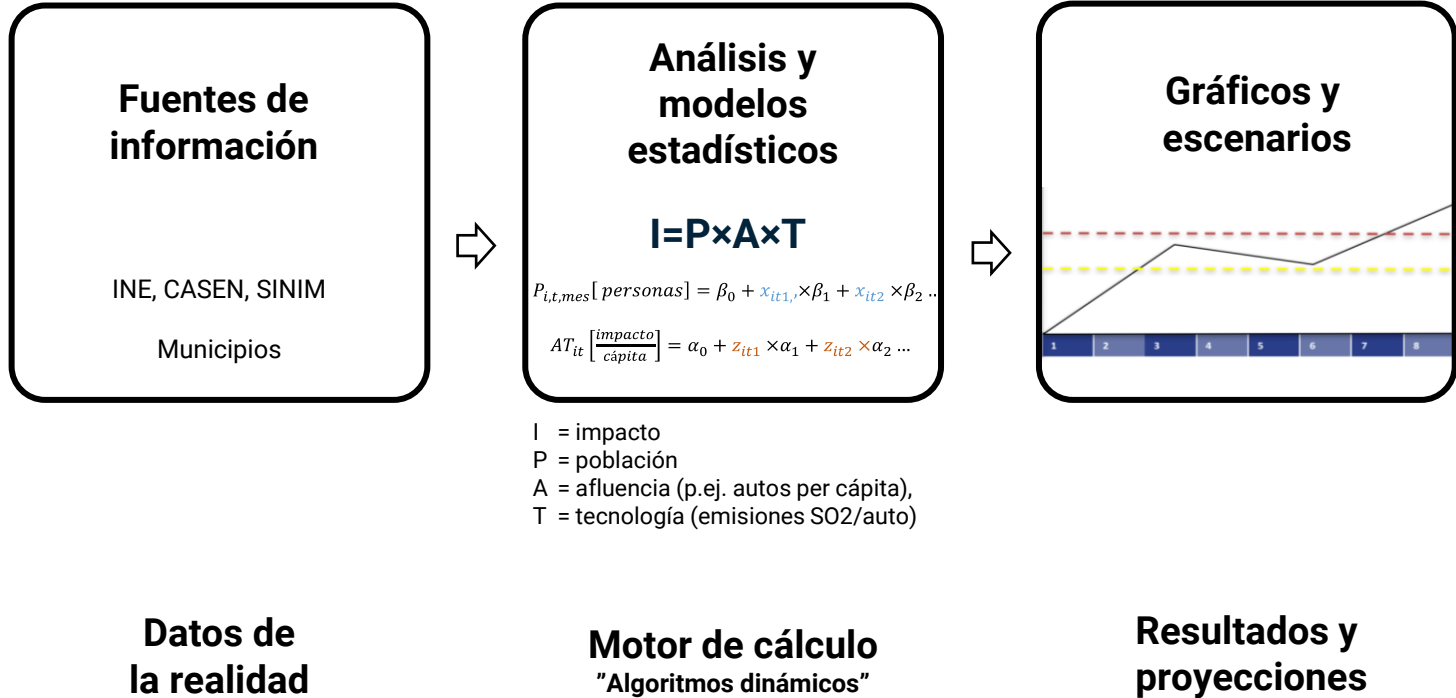 Fuentes de
información
INE, CASEN, SINIM
Municipios
Análisis y
modelos
estadísticos
I=P×A×T
P_{i,t,mes}[personas] = β_0 + x_{it1,,}×β_1 + x_{it2} ×β_2 ..
AT_{it} [impacto/cápita] = α_0 + z_{it1} ×α_1 + z_{it2} ×α_2 ...
I = impacto
P = población
A = afluencia (p.ej. autos per cápita),
T = tecnología (emisiones SO2/auto)
Gráficos y
escenarios
1 2 3 4 5 6 7 8
Datos de
la realidad
Motor de cálculo
”Algoritmos dinámicos”
Resultados y
proyecciones